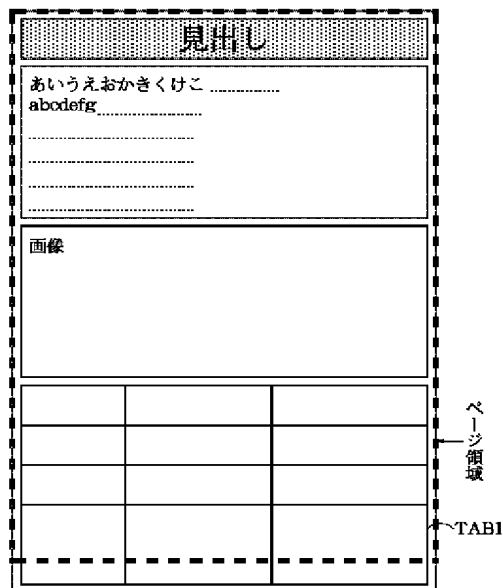 見出し
あいうえおかきくけこ
abcdefg
画像
ページ領域
TAB1